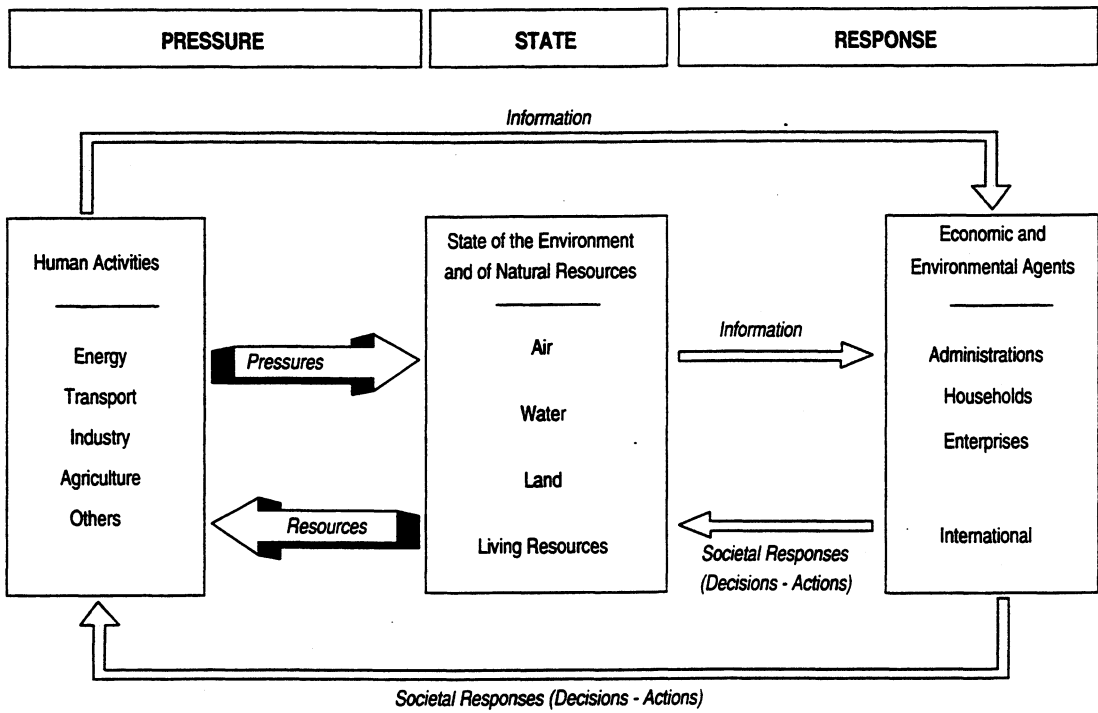 PRESSURE
STATE
RESPONSE
Information
Human Activities
Energy
Transport
Industry
Agriculture
Others
Pressures
Resources
State of the Environment
and of Natural Resources
Air
Water
Land
Living Resources
Information
Societal Responses
(Decisions - Actions)
Economic and
Environmental Agents
Administrations
Households
Enterprises
International
Societal Responses (Decisions - Actions)